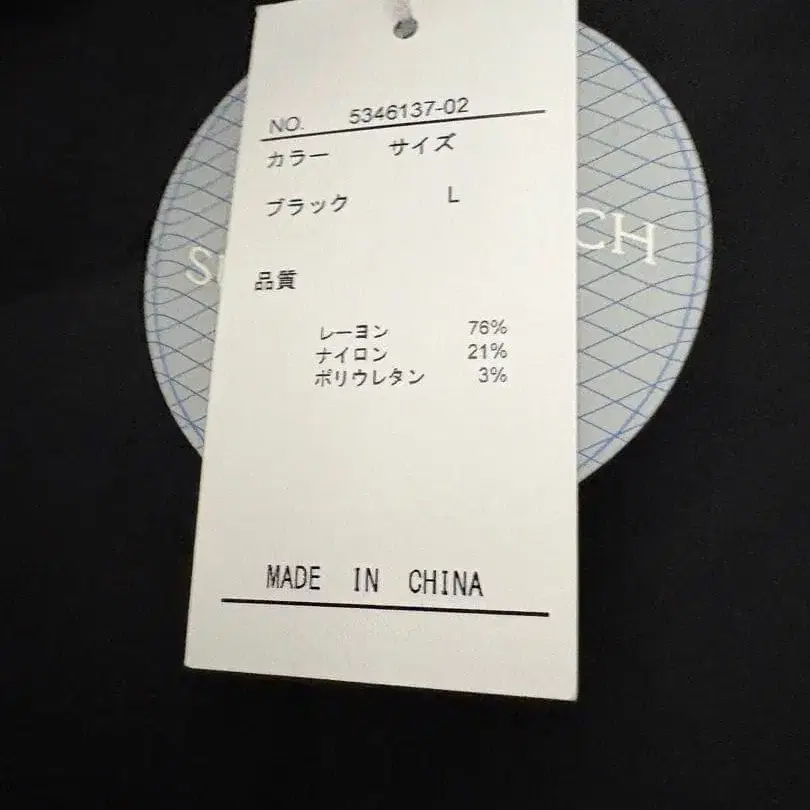 NO. 5346137-02
カラー サイズ
ブラック L
品質
レーヨン 76%
ナイロン 21%
ポリウレタン 3%
MADE IN CHINA